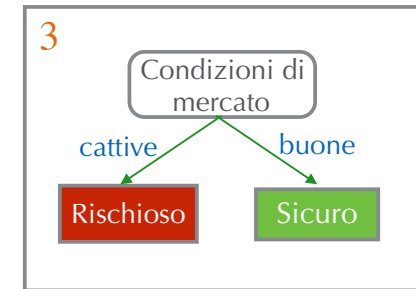 3
Condizioni di
mercato
cattive
buone
Rischioso
Sicuro